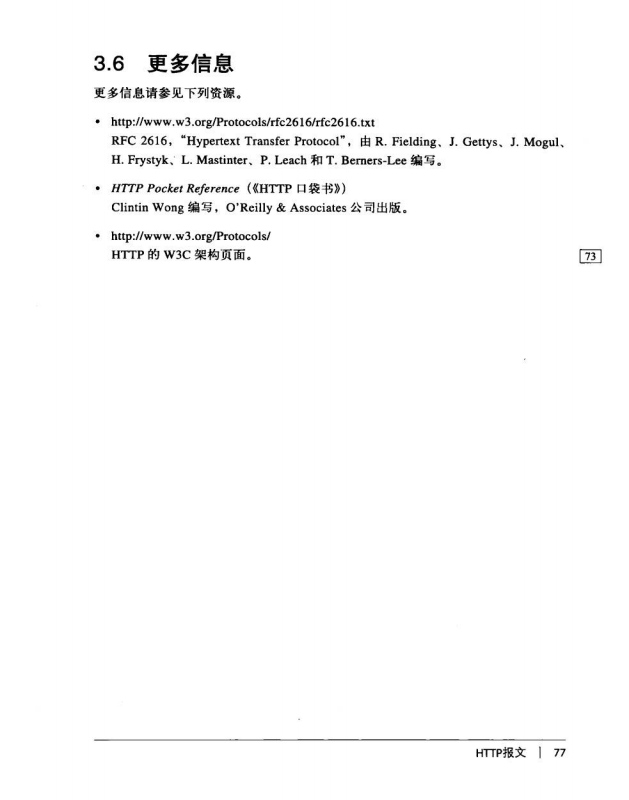 3.6 更多信息
更多信息请参见下列资源。
• http://www.w3.org/Protocols/rfc2616/rfc2616.txt
RFC 2616，“Hypertext Transfer Protocol”，由 R. Fielding、J. Gettys、J. Mogul、
H. Frystyk、L. Mastinter、P. Leach 和 T. Berners-Lee 编写。
• HTTP Pocket Reference（《HTTP 口袋书》）
Clintin Wong 编写，O’Reilly & Associates 公司出版。
• http://www.w3.org/Protocols/
HTTP 的 W3C 架构页面。
73
HTTP报文 | 77